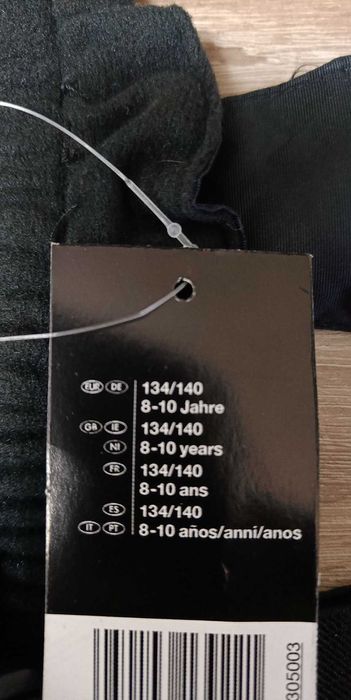 EUR DE 134/140
8-10 Jahre
GB IE 134/140
NI 8-10 years
FR 134/140
8-10 ans
ES 134/140
IT PT 8-10 años/anni/anos
305003